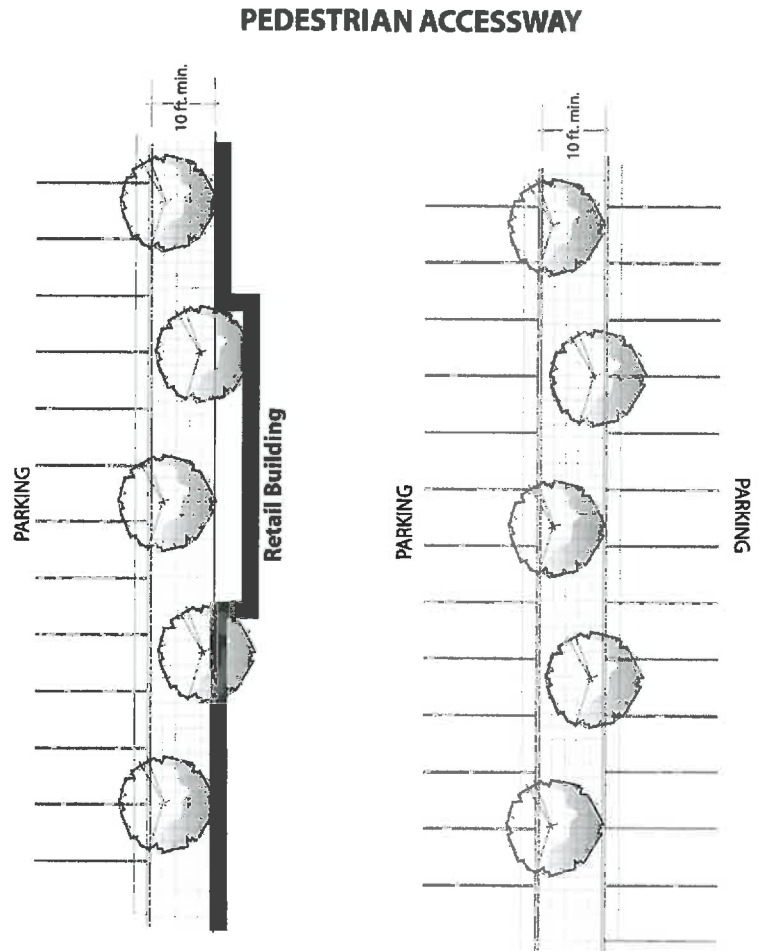 PEDESTRIAN ACCESSWAY
10 ft. min.
10 ft. min.
PARKING
Retail Building
PARKING
PARKING